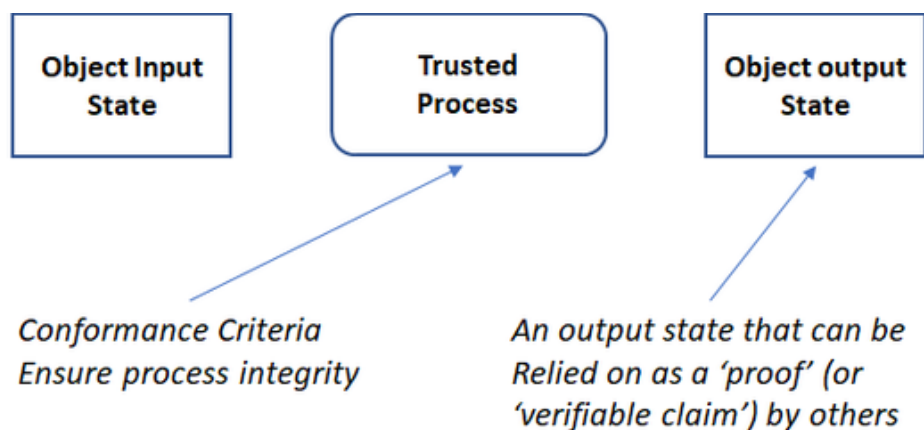 Object Input
State
Trusted
Process
Object output
State
Conformance Criteria
Ensure process integrity
An output state that can be
Relied on as a ‘proof’ (or
‘verifiable claim’) by others